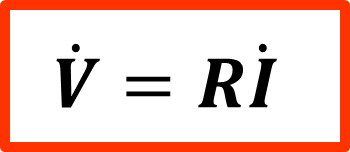 V̇ = Rİ